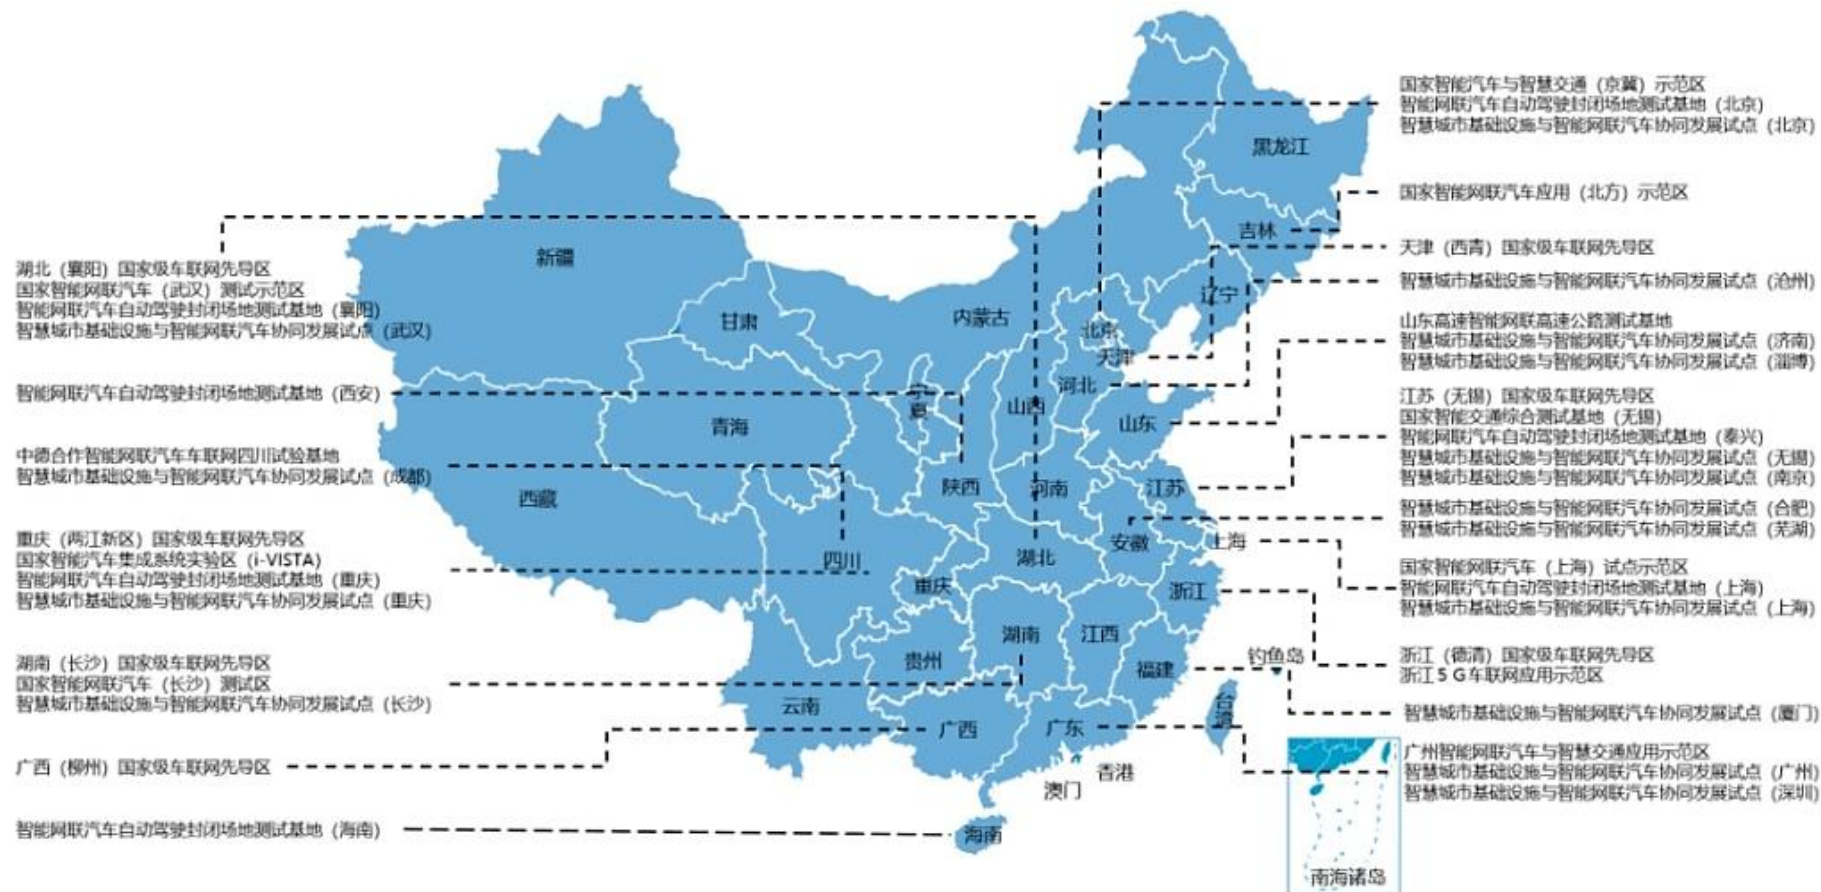 国家智能汽车与智慧交通（京冀）示范区
智能网联汽车自动驾驶封闭场地测试基地（北京）
智慧城市基础设施与智能网联汽车协同发展试点（北京）
国家智能网联汽车应用（北方）示范区
天津（西青）国家级车联网先导区
智慧城市基础设施与智能网联汽车协同发展试点（沧州）
山东高速智能网联高速公路测试基地
智慧城市基础设施与智能网联汽车协同发展试点（济南）
智慧城市基础设施与智能网联汽车协同发展试点（淄博）
江苏（无锡）国家级车联网先导区
国家智能交通综合测试基地（无锡）
智能网联汽车自动驾驶封闭场地测试基地（泰兴）
智慧城市基础设施与智能网联汽车协同发展试点（无锡）
智慧城市基础设施与智能网联汽车协同发展试点（南京）
智慧城市基础设施与智能网联汽车协同发展试点（合肥）
智慧城市基础设施与智能网联汽车协同发展试点（芜湖）
国家智能网联汽车（上海）试点示范区
智能网联汽车自动驾驶封闭场地测试基地（上海）
智慧城市基础设施与智能网联汽车协同发展试点（上海）
浙江（德清）国家级车联网先导区
浙江5G车联网应用示范区
智慧城市基础设施与智能网联汽车协同发展试点（厦门）
广州智能网联汽车与智慧交通应用示范区
智慧城市基础设施与智能网联汽车协同发展试点（广州）
智慧城市基础设施与智能网联汽车协同发展试点（深圳）
湖北（襄阳）国家级车联网先导区
国家智能网联汽车（武汉）测试示范区
智能网联汽车自动驾驶封闭场地测试基地（襄阳）
智慧城市基础设施与智能网联汽车协同发展试点（武汉）
智能网联汽车自动驾驶封闭场地测试基地（西安）
中德合作智能网联汽车车联网四川试验基地
智慧城市基础设施与智能网联汽车协同发展试点（成都）
重庆（两江新区）国家级车联网先导区
国家智能汽车集成系统实验区（i-VISTA）
智能网联汽车自动驾驶封闭场地测试基地（重庆）
智慧城市基础设施与智能网联汽车协同发展试点（重庆）
湖南（长沙）国家级车联网先导区
国家智能网联汽车（长沙）测试区
智慧城市基础设施与智能网联汽车协同发展试点（长沙）
广西（柳州）国家级车联网先导区
智能网联汽车自动驾驶封闭场地测试基地（海南）
黑龙江
吉林
辽宁
新疆
内蒙古
甘肃
北京
天津
河北
宁夏
山西
山东
青海
陕西
河南
江苏
西藏
安徽
上海
四川
湖北
重庆
浙江
湖南
江西
贵州
福建
钓鱼岛
云南
台湾
广西
广东
香港
澳门
海南
南海诸岛